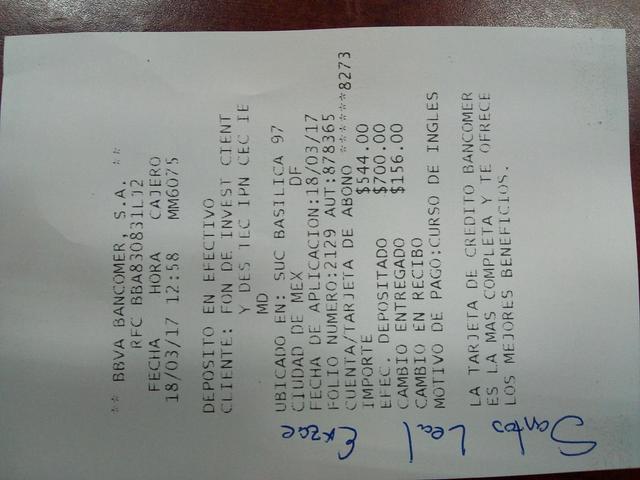 ** BBVA BANCOMER, S.A. **
RFC BBA830831LJ2
FECHA HORA CAJERO
18/03/17 12:58 MM6075
DEPOSITO EN EFECTIVO
CLIENTE: FON DE INVEST CIENT
Y DES TEC IPN CEC IE
MD
UBICADO EN: SUC BASILICA 97
CIUDAD DE MEX DF
FECHA DE APLICACION:18/03/17
FOLIO NUMERO:2129 AUT:878365
CUENTA/TARJETA DE ABONO ******8273
IMPORTE $544.00
EFEC. DEPOSITADO $700.00
CAMBIO ENTREGADO $156.00
CAMBIO EN RECIBO
MOTIVO DE PAGO:CURSO DE INGLES
LA TARJETA DE CREDITO BANCOMER
ES LA MAS COMPLETA Y TE OFRECE
LOS MEJORES BENEFICIOS.
Santos Leal